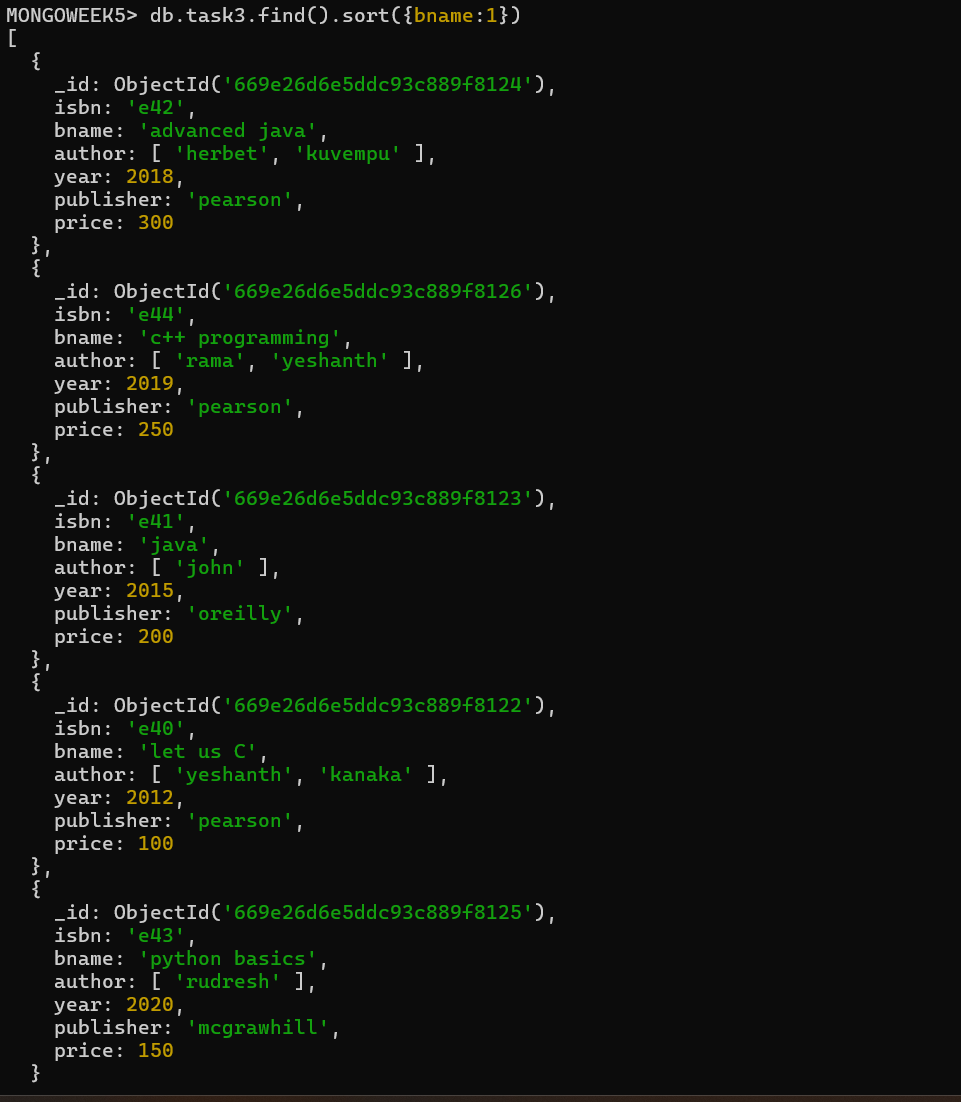 MONGOWEEK5> db.task3.find().sort({bname:1})
[
  {
    _id: ObjectId('669e26d6e5ddc93c889f8124'),
    isbn: 'e42',
    bname: 'advanced java',
    author: [ 'herbet', 'kuvempu' ],
    year: 2018,
    publisher: 'pearson',
    price: 300
  },
  {
    _id: ObjectId('669e26d6e5ddc93c889f8126'),
    isbn: 'e44',
    bname: 'c++ programming',
    author: [ 'rama', 'yeshanth' ],
    year: 2019,
    publisher: 'pearson',
    price: 250
  },
  {
    _id: ObjectId('669e26d6e5ddc93c889f8123'),
    isbn: 'e41',
    bname: 'java',
    author: [ 'john' ],
    year: 2015,
    publisher: 'oreilly',
    price: 200
  },
  {
    _id: ObjectId('669e26d6e5ddc93c889f8122'),
    isbn: 'e40',
    bname: 'let us C',
    author: [ 'yeshanth', 'kanaka' ],
    year: 2012,
    publisher: 'pearson',
    price: 100
  },
  {
    _id: ObjectId('669e26d6e5ddc93c889f8125'),
    isbn: 'e43',
    bname: 'python basics',
    author: [ 'rudresh' ],
    year: 2020,
    publisher: 'mcgrawhill',
    price: 150
  }